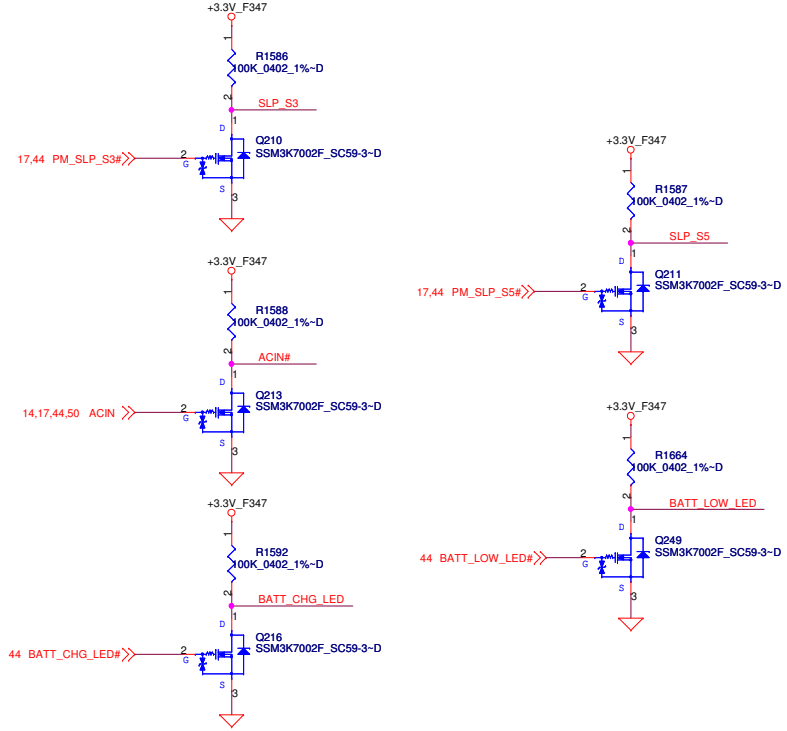 +3.3V_F347
1
R1586
100K_0402_1%~D
2
SLP_S3
1
D
Q210
SSM3K7002F_SC59-3~D
17,44 PM_SLP_S3#
2
G
S
3
+3.3V_F347
1
R1587
100K_0402_1%~D
2
SLP_S5
1
D
Q211
SSM3K7002F_SC59-3~D
17,44 PM_SLP_S5#
2
G
S
3
+3.3V_F347
1
R1588
100K_0402_1%~D
2
ACIN#
1
D
Q213
SSM3K7002F_SC59-3~D
14,17,44,50 ACIN
2
G
S
3
+3.3V_F347
1
R1664
100K_0402_1%~D
2
BATT_LOW_LED
1
D
Q249
SSM3K7002F_SC59-3~D
44 BATT_LOW_LED#
2
G
S
3
+3.3V_F347
1
R1592
100K_0402_1%~D
2
BATT_CHG_LED
1
D
Q216
SSM3K7002F_SC59-3~D
44 BATT_CHG_LED#
2
G
S
3